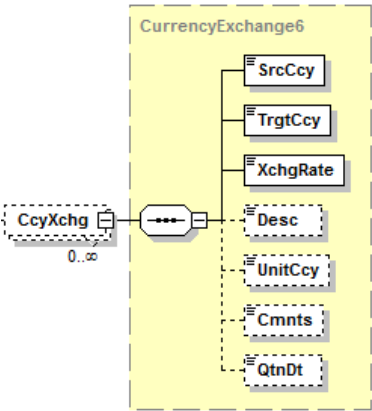 CurrencyExchange6
SrcCcy
TrgtCcy
XchgRate
CcyXchg
0..∞
Desc
UnitCcy
Cmnts
QtnDt